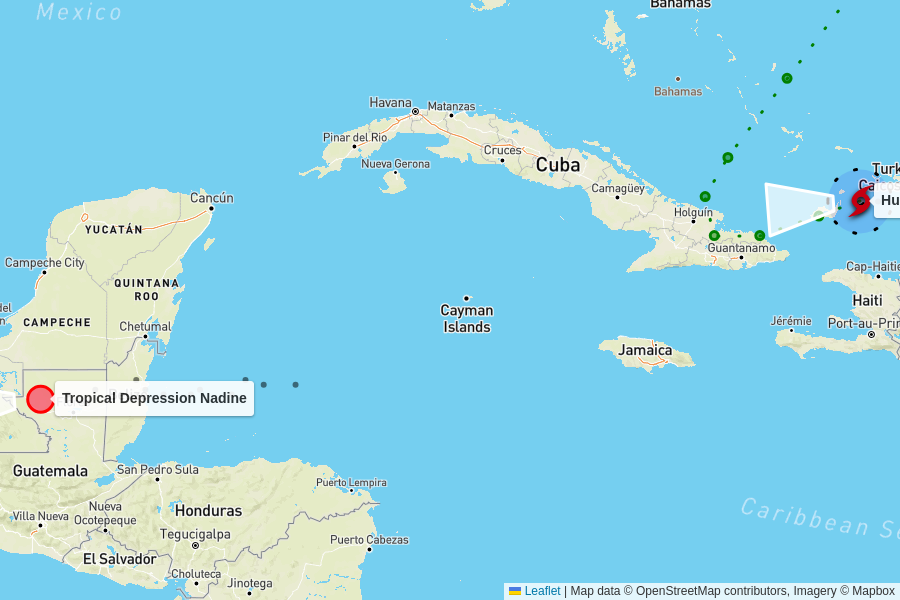 Mexico
Bahamas
Havana
Matanzas
Bahamas
Pinar del Rio
Cruces
Nueva Gerona
Cuba
Turk
Camagüey
Caic
Cancún
Hu
Holguín
YUCATÁN
Guantanamo
Campeche City
Cap-Haïtie
QUINTANA
ROO
Haiti
del
Cayman
Islands
CAMPECHE
Chetumal
Jérémie
Port-au-Prin
Jamaica
Tropical Depression Nadine
Guatemala
San Pedro Sula
Puerto Lempira
Nueva
Ocotepeque
Honduras
Villa Nueva
Caribbean Se
Tegucigalpa
Puerto Cabezas
El Salvador
Choluteca
Jinotega
Leaflet | Map data © OpenStreetMap contributors, Imagery © Mapbox